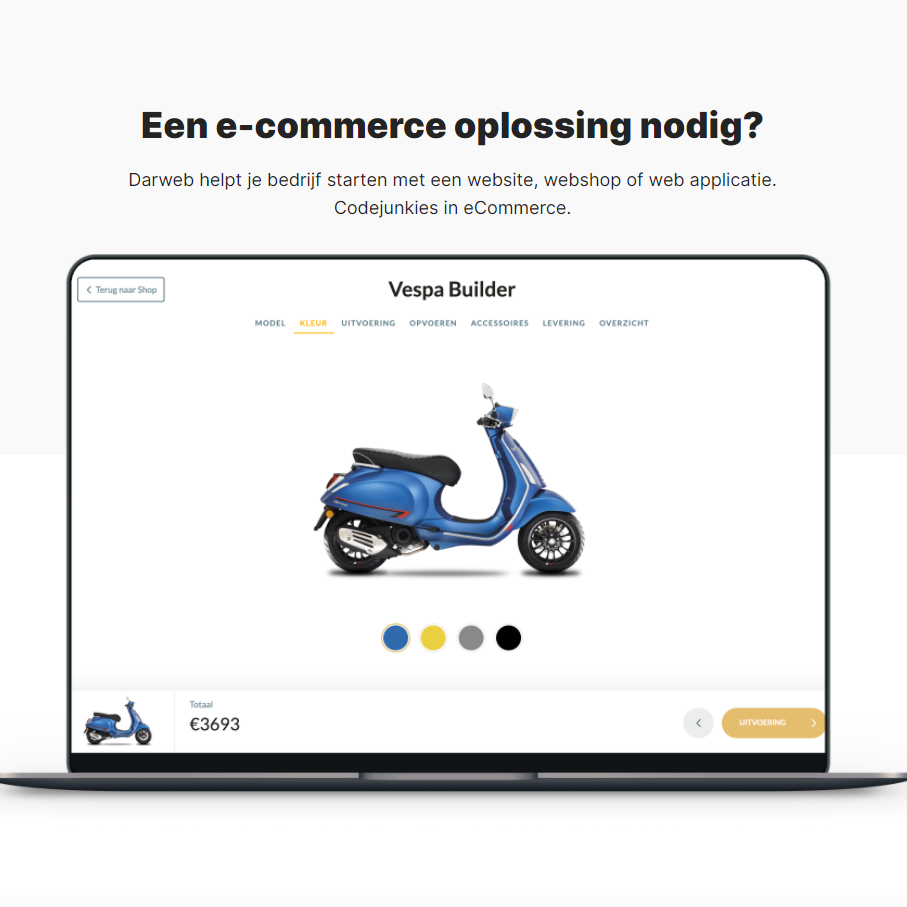 Een e-commerce oplossing nodig?
Darweb helpt je bedrijf starten met een website, webshop of web applicatie.
Codejunkies in eCommerce.
Terug naar Shop
Vespa Builder
MODEL KLEUR UITVOERING OPVOEREN ACCESSOIRES LEVERING OVERZICHT
Totaal
€3693
UITVOERING